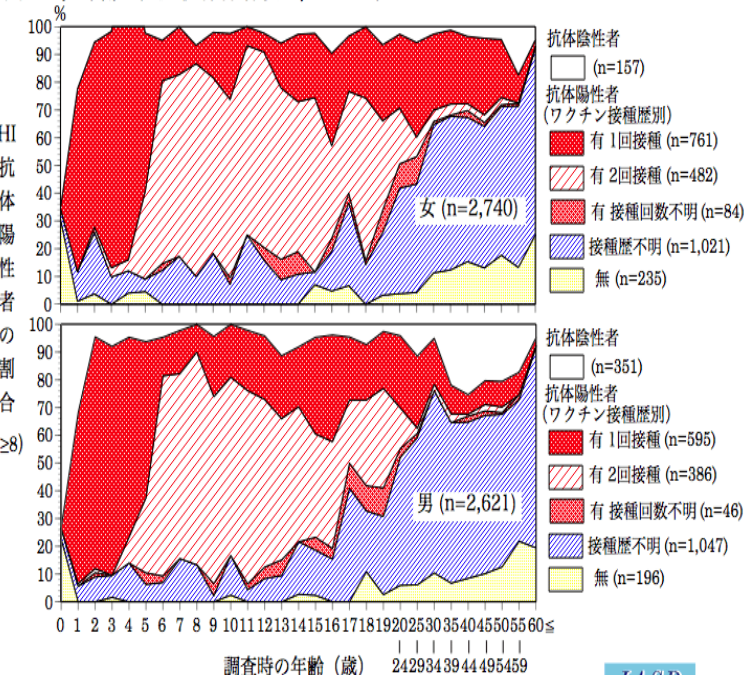 %
100
90
80
70
60
50
40
30
20
10
0
HI
抗
体
陽
性
者
の
割
合
≥8)
女 (n=2,740)
抗体陰性者
(n=157)
抗体陽性者
(ワクチン接種歴別)
有 1回接種 (n=761)
有 2回接種 (n=482)
有 接種回数不明 (n=84)
接種歴不明 (n=1,021)
無 (n=235)
100
90
80
70
60
50
40
30
20
10
0
男 (n=2,621)
抗体陰性者
(n=351)
抗体陽性者
(ワクチン接種歴別)
有 1回接種 (n=595)
有 2回接種 (n=386)
有 接種回数不明 (n=46)
接種歴不明 (n=1,047)
無 (n=196)
0 1 2 3 4 5 6 7 8 9 10 11 12 13 14 15 16 17 18 19 20 25 30 35 40 45 50 55 60≦
24 29 34 39 44 49 54 59
調査時の年齢（歳）